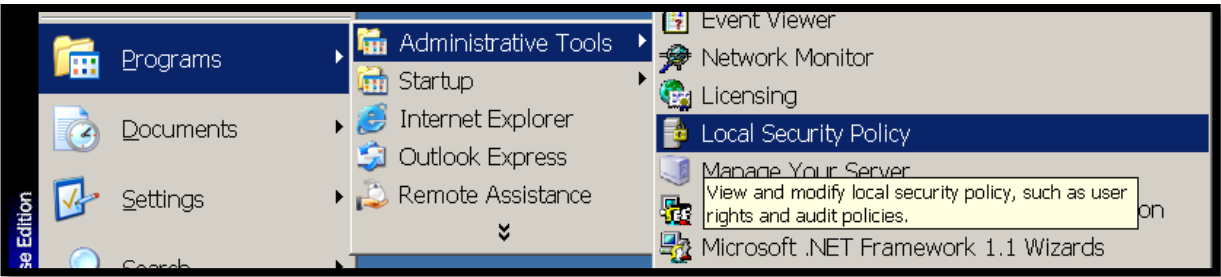 se Edition
Programs
Documents
Settings
Search
Administrative Tools
Startup
Internet Explorer
Outlook Express
Remote Assistance
Event Viewer
Network Monitor
Licensing
Local Security Policy
Manage Your Server
View and modify local security policy, such as user
rights and audit policies.
on
Microsoft .NET Framework 1.1 Wizards